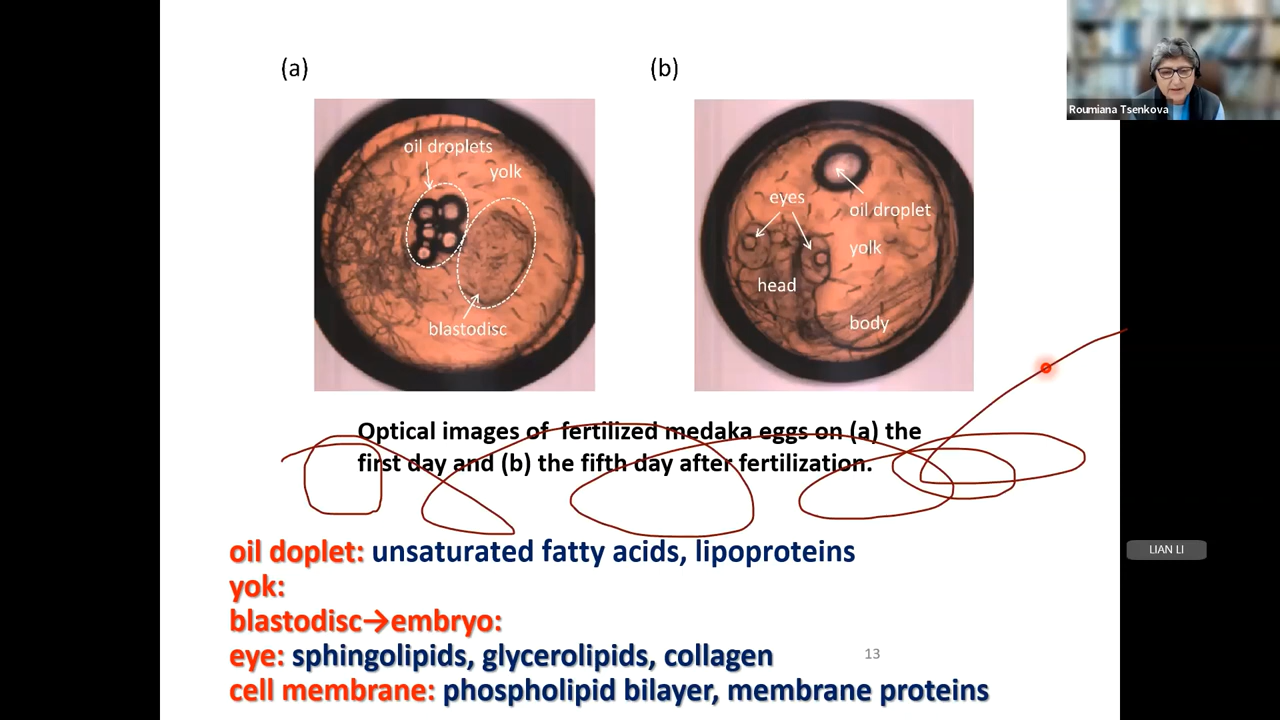 (a)
(b)
Roumiana Tsenkova
oil droplets
yolk
blastodisc
eyes
oil droplet
yolk
head
body
Optical images of fertilized medaka eggs on (a) the
first day and (b) the fifth day after fertilization.
LIAN LI
oil doplet: unsaturated fatty acids, lipoproteins
yok:
blastodisc→embryo:
eye: sphingolipids, glycerolipids, collagen
13
cell membrane: phospholipid bilayer, membrane proteins